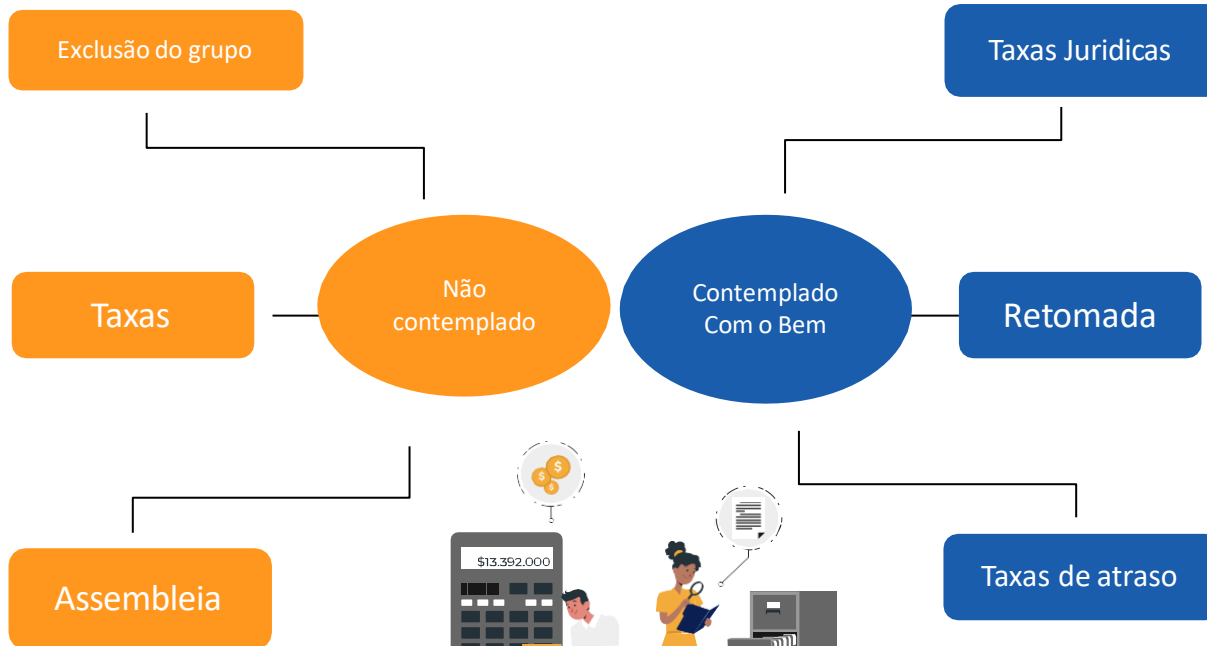 Exclusão do grupo
Taxas Juridicas
Taxas
Não
contemplado
Contemplado
Com o Bem
Retomada
Assembleia
$13.392.000
Taxas de atraso
$
$
$